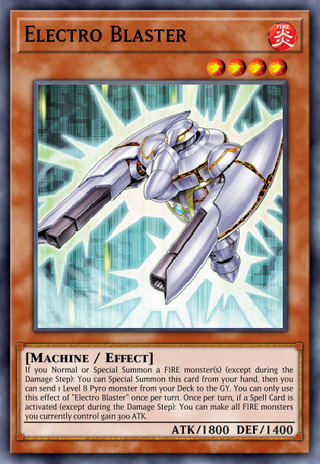 Electro Blaster
FIRE
炎
[Machine / Effect]
If you Normal or Special Summon a FIRE monster(s) (except during the
Damage Step): You can Special Summon this card from your hand, then you
can send 1 Level 8 Pyro monster from your Deck to the GY. You can only use
this effect of "Electro Blaster" once per turn. Once per turn, if a Spell Card is
activated (except during the Damage Step): You can make all FIRE monsters
you currently control gain 300 ATK.
ATK/1800 DEF/1400